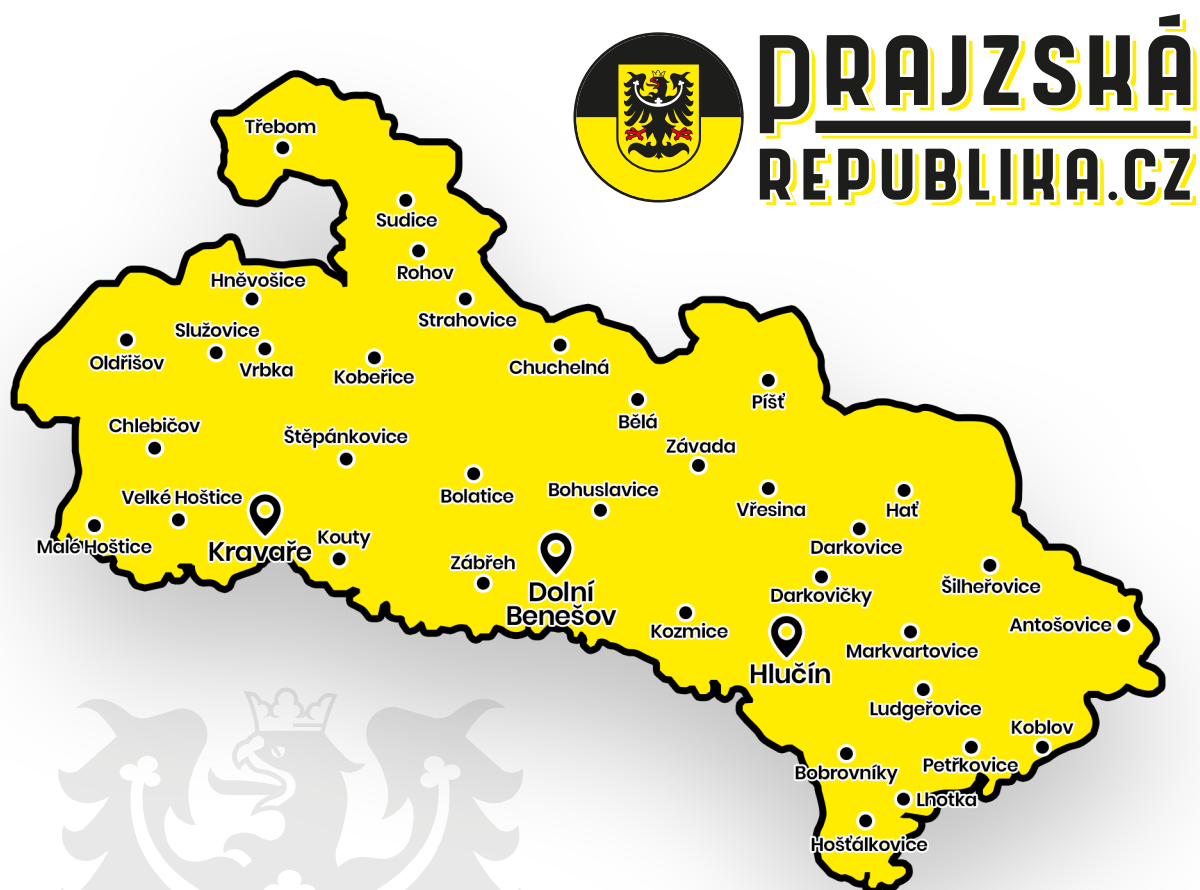 PRAJZSKÁ
REPUBLIKA.CZ
Třebom
Sudice
Rohov
Hněvošice
Strahovice
Služovice
Oldřišov
Vrbka
Kobeřice
Chuchelná
Píšť
Bělá
Chlebičov
Štěpánkovice
Závada
Velké Hoštice
Bolatice
Bohuslavice
Vřesina
Hať
Malé Hoštice
Kravaře
Kouty
Darkovice
Zábřeh
Dolní
Benešov
Darkovičky
Šilheřovice
Kozmice
Antošovice
Hlučín
Markvartovice
Ludgeřovice
Koblov
Bobrovníky
Petřkovice
Lhotka
Hošťálkovice